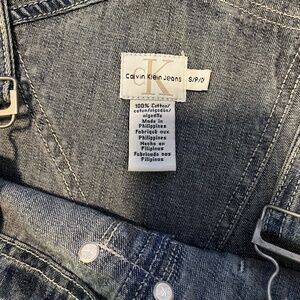 CK
Calvin Klein Jeans
S/P/P
100% Cotton/
coton/algodão/
algodón
Made in
Philippines
Fabriqué aux
Philippines
Hecho en
Filipinas
Fabricado nas
Filipinas